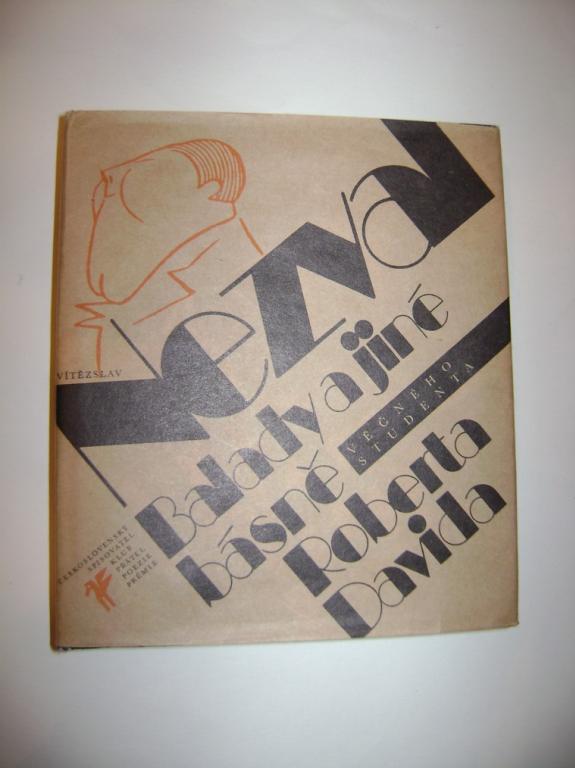 VÍTĚZSLAV
Nezval
Balady a jiné
básně
VĚČNÉHO
STUDENTA
Roberta
Davida
ČESKOSLOVENSKÝ
SPISOVATEL
KLUB
PŘÁTEL
POEZIE
PRÉMIE